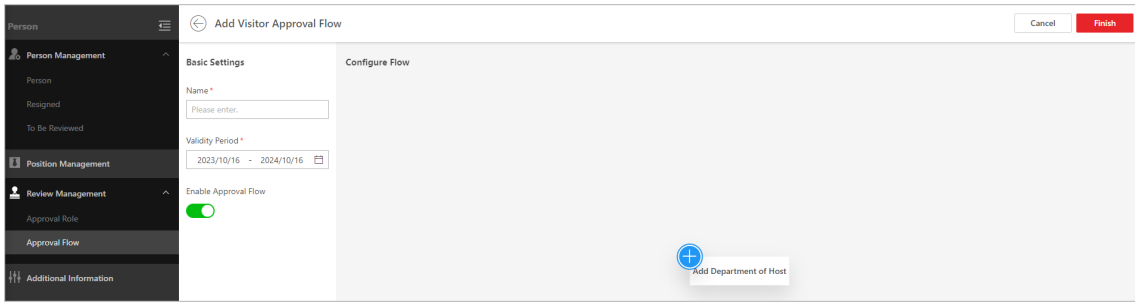 Person
Add Visitor Approval Flow
Cancel
Finish
Person Management
Person
Resigned
To Be Reviewed
Position Management
Review Management
Approval Role
Approval Flow
Additional Information
Basic Settings
Name *
Please enter.
Validity Period *
2023/10/16 - 2024/10/16
Enable Approval Flow
Configure Flow
Add Department of Host